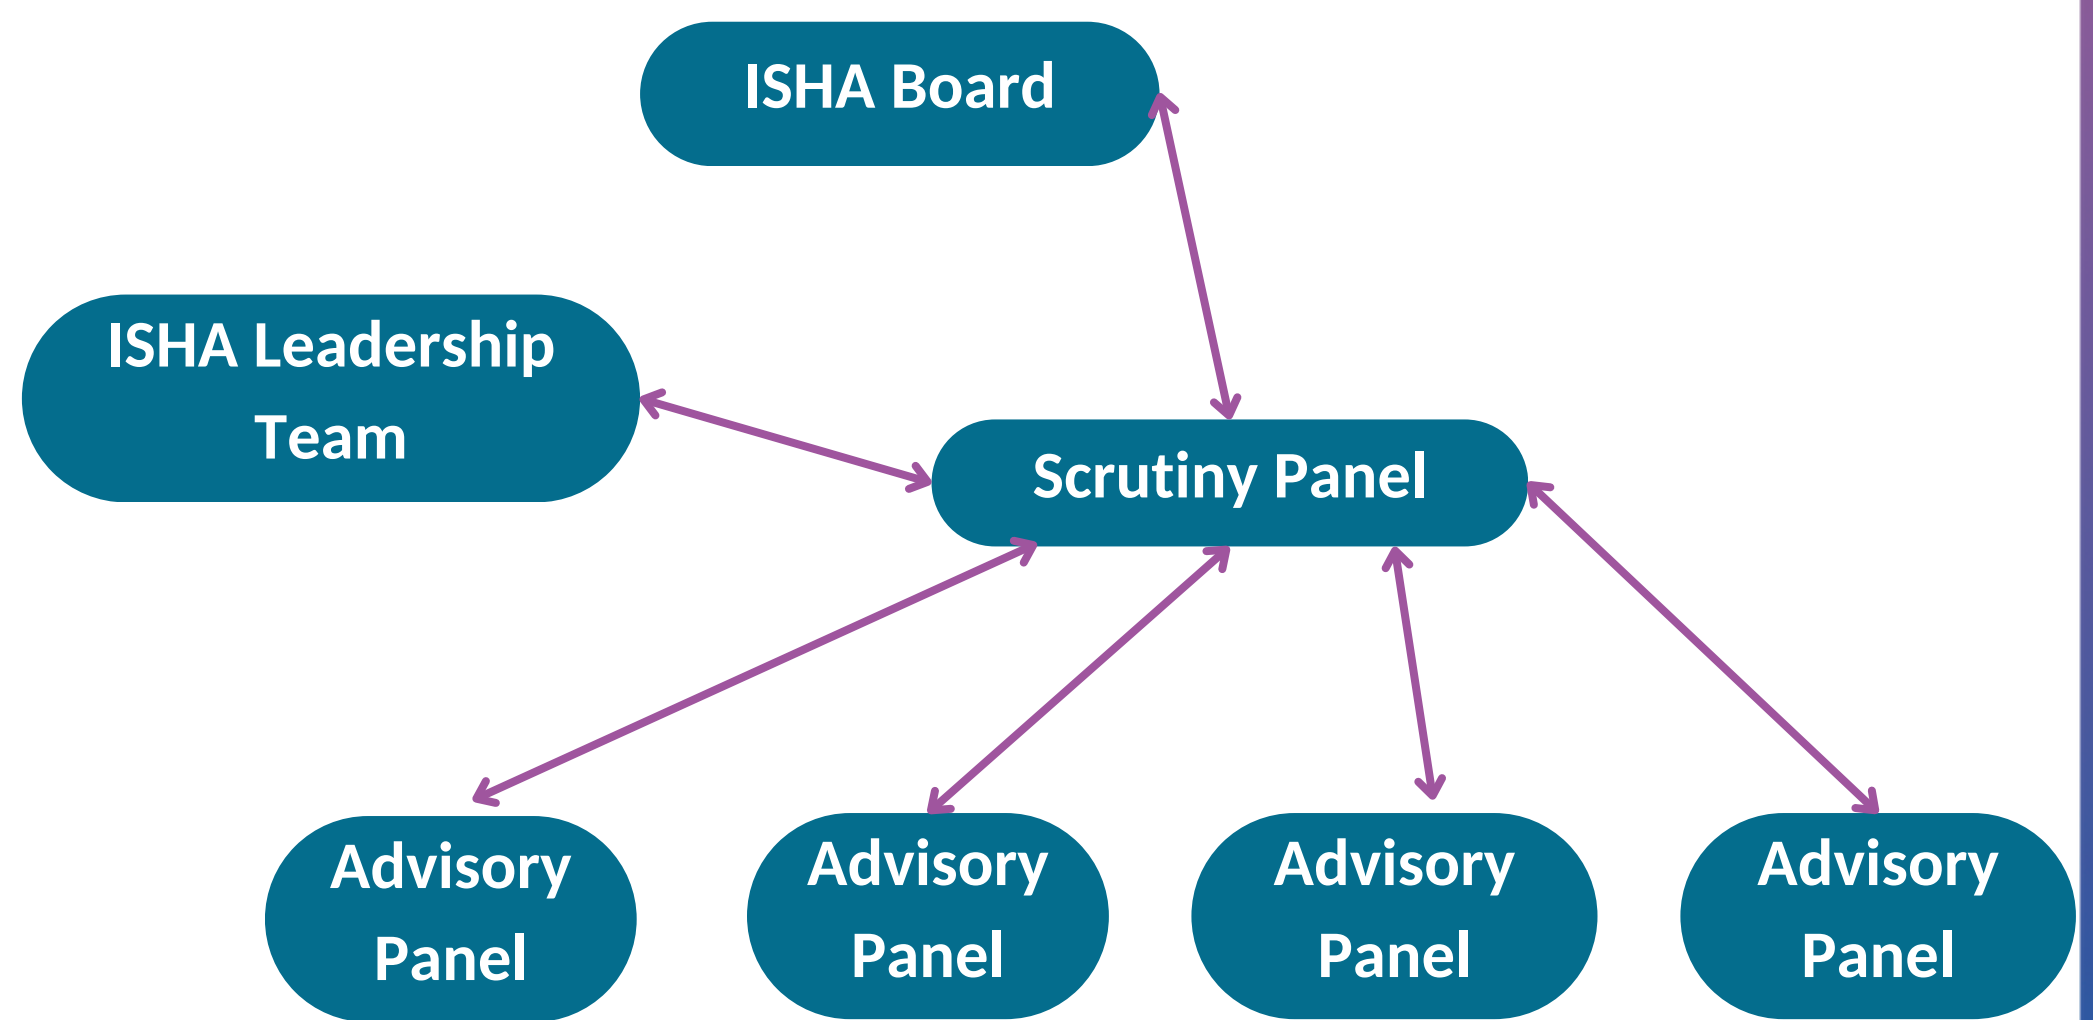 ISHA Board
ISHA Leadership
Team
Scrutiny Panel
Advisory
Panel
Advisory
Panel
Advisory
Panel
Advisory
Panel